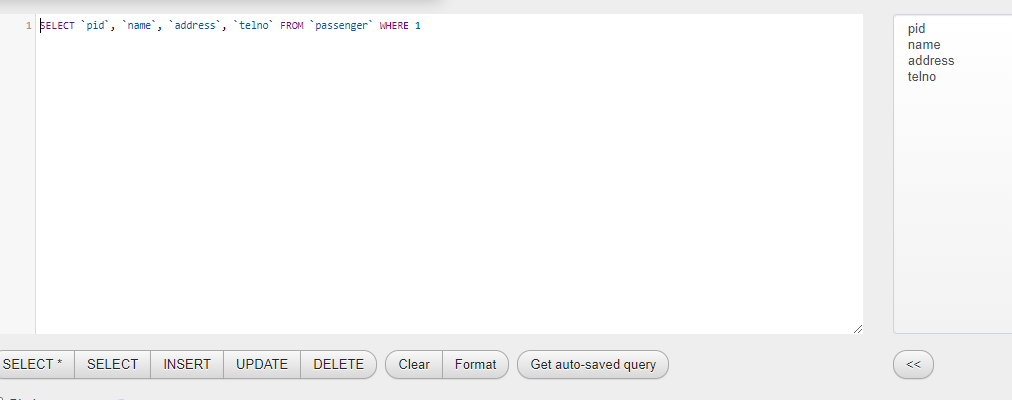 1 SELECT `pid`, `name`, `address`, `telno` FROM `passenger` WHERE 1
pid
name
address
telno
SELECT * SELECT INSERT UPDATE DELETE Clear Format Get auto-saved query <<